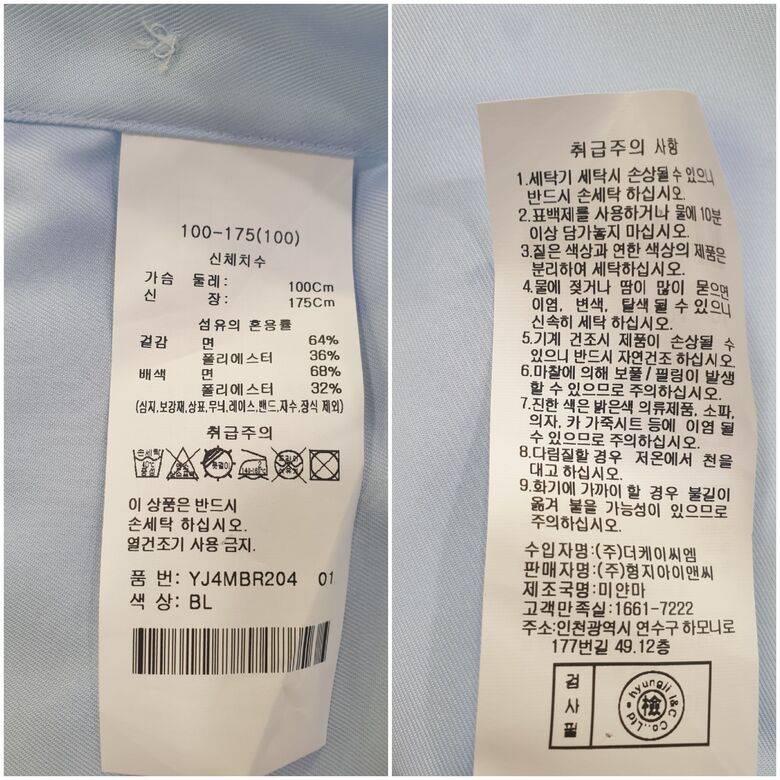 100-175(100)
신체치수
가슴 둘레: 100Cm
신 장: 175Cm
섬유의 혼용률
겉감 면 64%
폴리에스터 36%
배색 면 68%
폴리에스터 32%
(심지,보강재,상표,무늬,레이스,밴드,자수,장식 제외)
취급주의
이 상품은 반드시
손세탁 하십시오.
열건조기 사용 금지.
품 번: YJ4MBR204 01
색 상: BL
취급주의 사항
1.세탁기 세탁시 손상될 수 있으니
반드시 손세탁 하십시오.
2.표백제를 사용하거나 물에 10분
이상 담가놓지 마십시오.
3.짙은 색상과 연한 색상의 제품은
분리하여 세탁하십시오.
4.물에 젖거나 땀이 많이 묻으면
이염, 변색, 탈색 될 수 있으니
신속히 세탁 하십시오.
5.기계 건조시 제품이 손상될 수
있으니 반드시 자연건조 하십시오.
6.마찰에 의해 보풀/필링이 발생
할 수 있으므로 주의하십시오.
7.진한 색은 밝은색 의류제품, 소파,
의자, 카 가죽시트 등에 이염 될
수 있으므로 주의하십시오.
8.다림질할 경우 저온에서 천을
대고 하십시오.
9.화기에 가까이 할 경우 불길이
옮겨 붙을 가능성이 있으므로
주의하십시오.
수입자명:(주)더케이씨엠
판매자명:(주)형지아이앤씨
제조국명:미얀마
고객만족실:1661-7222
주소:인천광역시 연수구 하모니로
177번길 49.12층
검사필
hyungji I&C Co.,Ltd
檢